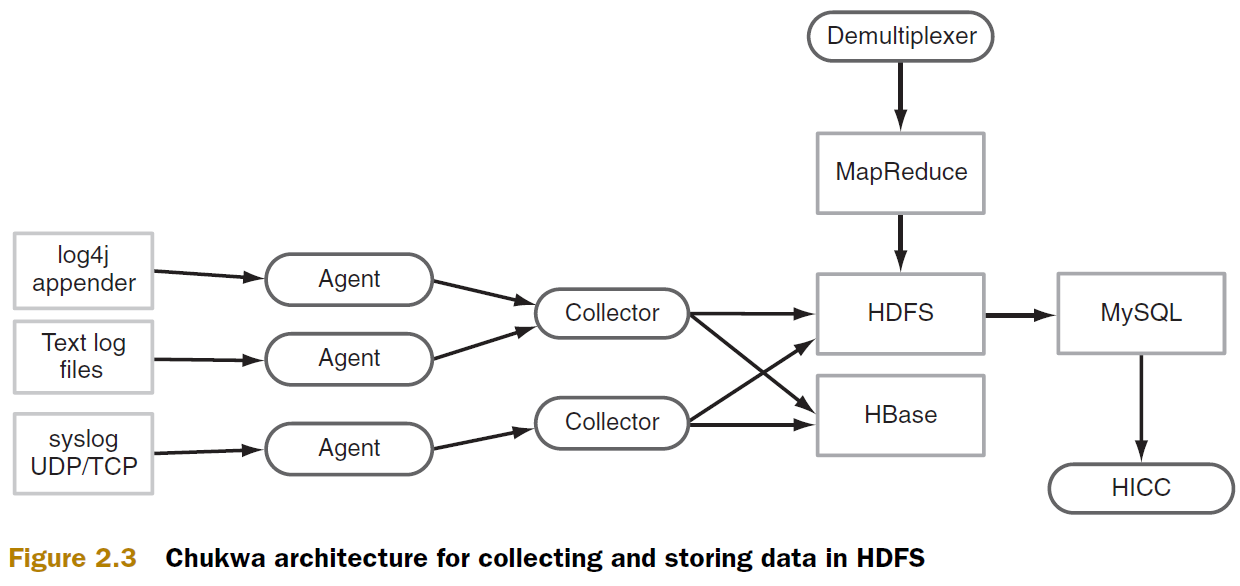 Demultiplexer
MapReduce
log4j
appender
Agent
Collector
HDFS
MySQL
Text log
files
Agent
HBase
syslog
UDP/TCP
Agent
Collector
HICC
Figure 2.3 Chukwa architecture for collecting and storing data in HDFS